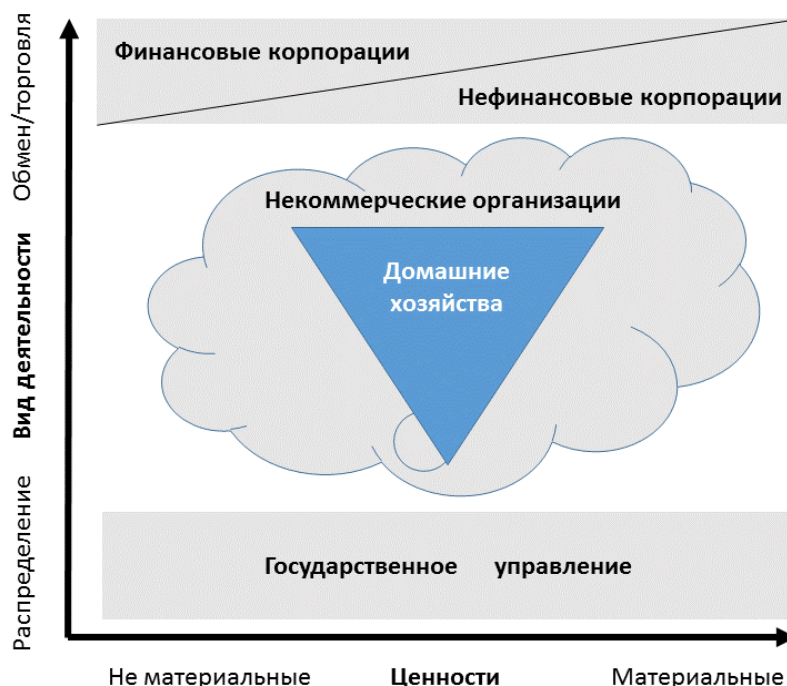 Финансовые корпорации
Нефинансовые корпорации
Некоммерческие организации
Домашние
хозяйства
Государственное управление
Обмен/торговля
Вид деятельности
Распределение
Не материальные
Ценности
Материальные